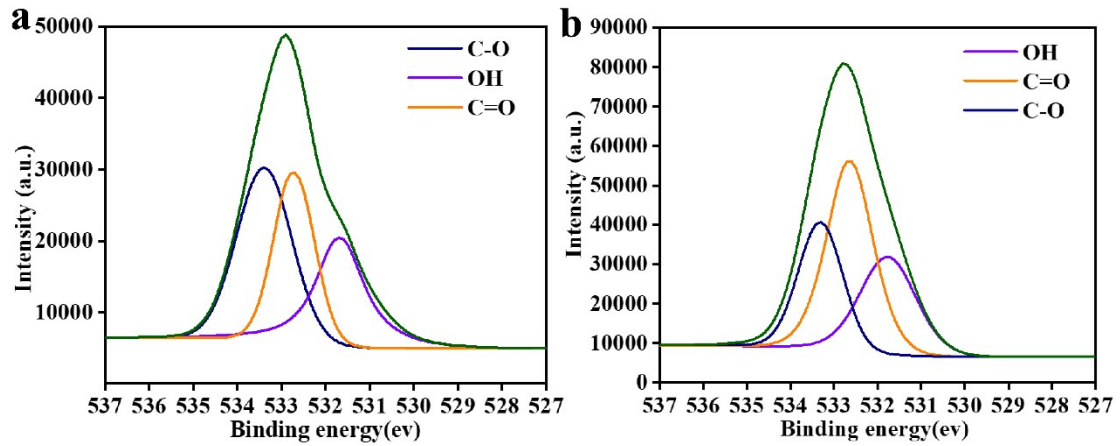 a
50000
40000
30000
20000
10000
Intensity (a.u.)
C-O
OH
C=O
537 536 535 534 533 532 531 530 529 528 527
Binding energy(ev)
b
90000
80000
70000
60000
50000
40000
30000
20000
10000
0
Intensity (a.u.)
OH
C=O
C-O
537 536 535 534 533 532 531 530 529 528 527
Binding energy(ev)